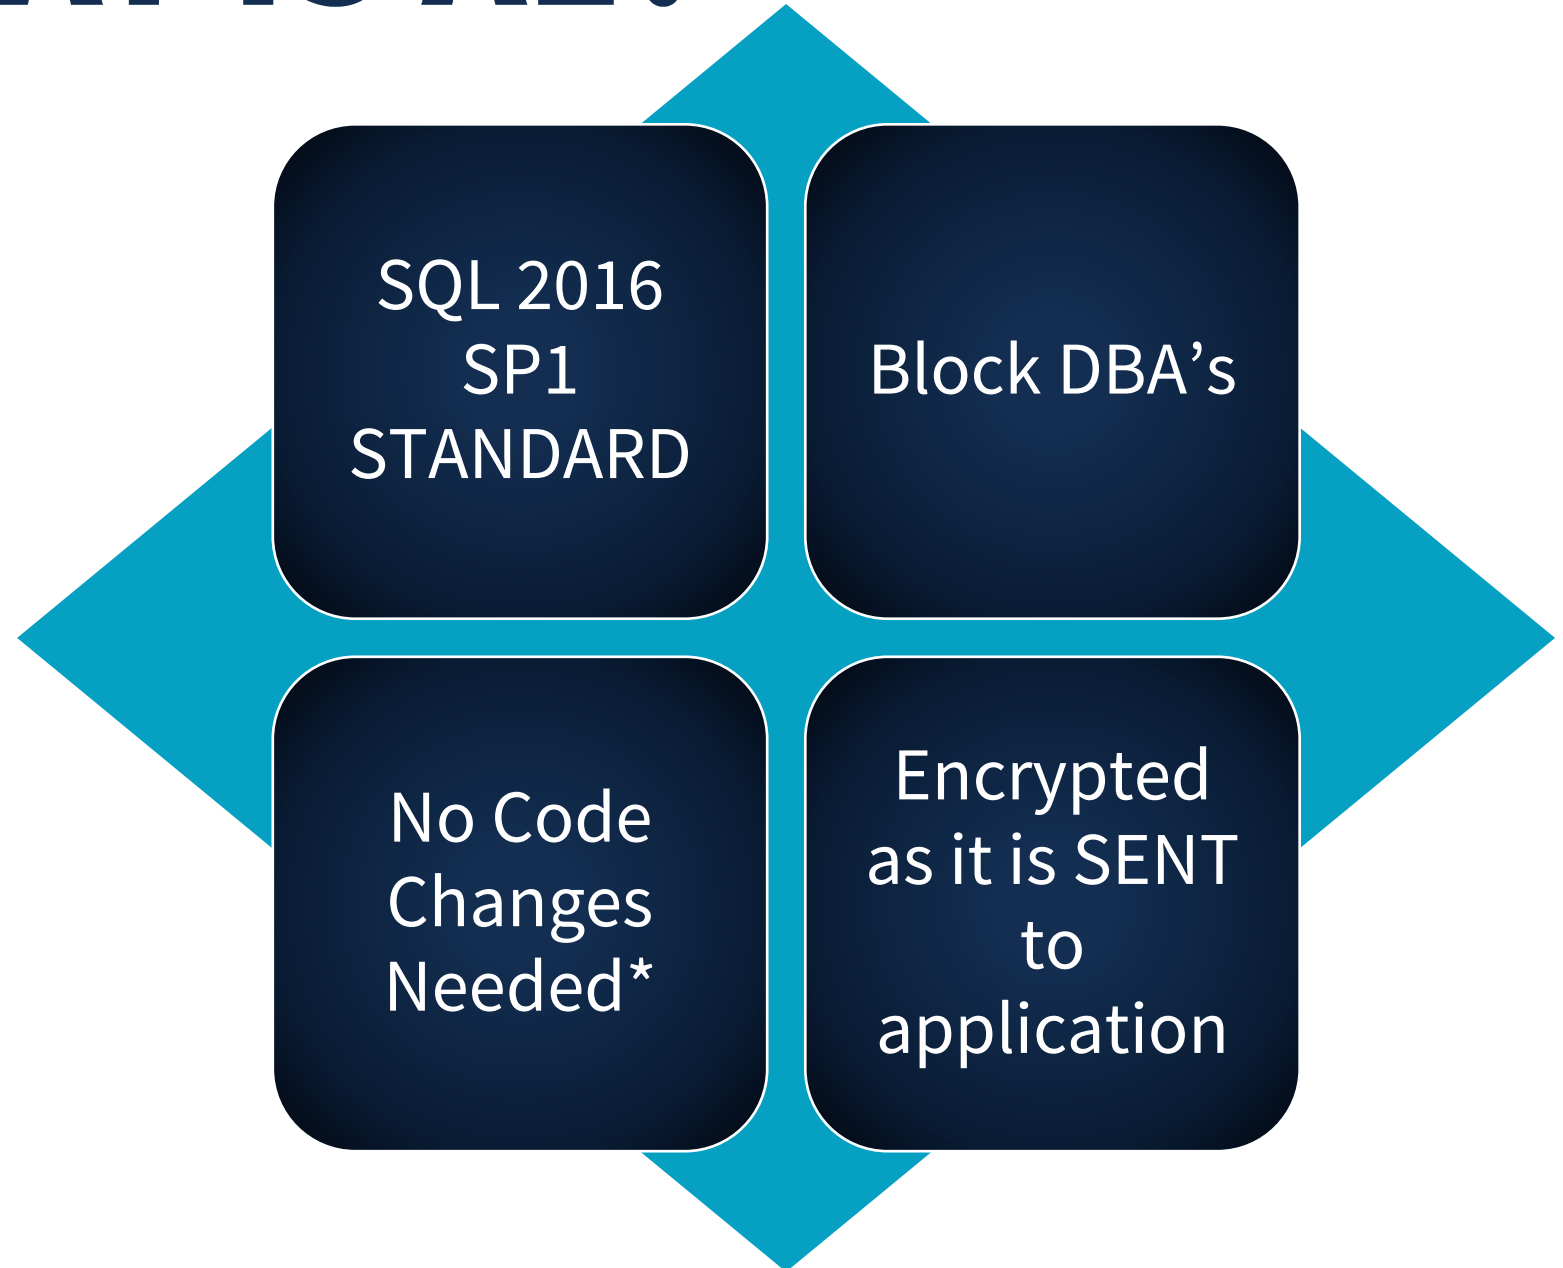 SQL 2016
SP1
STANDARD
Block DBA’s
No Code
Changes
Needed*
Encrypted
as it is SENT
to
application